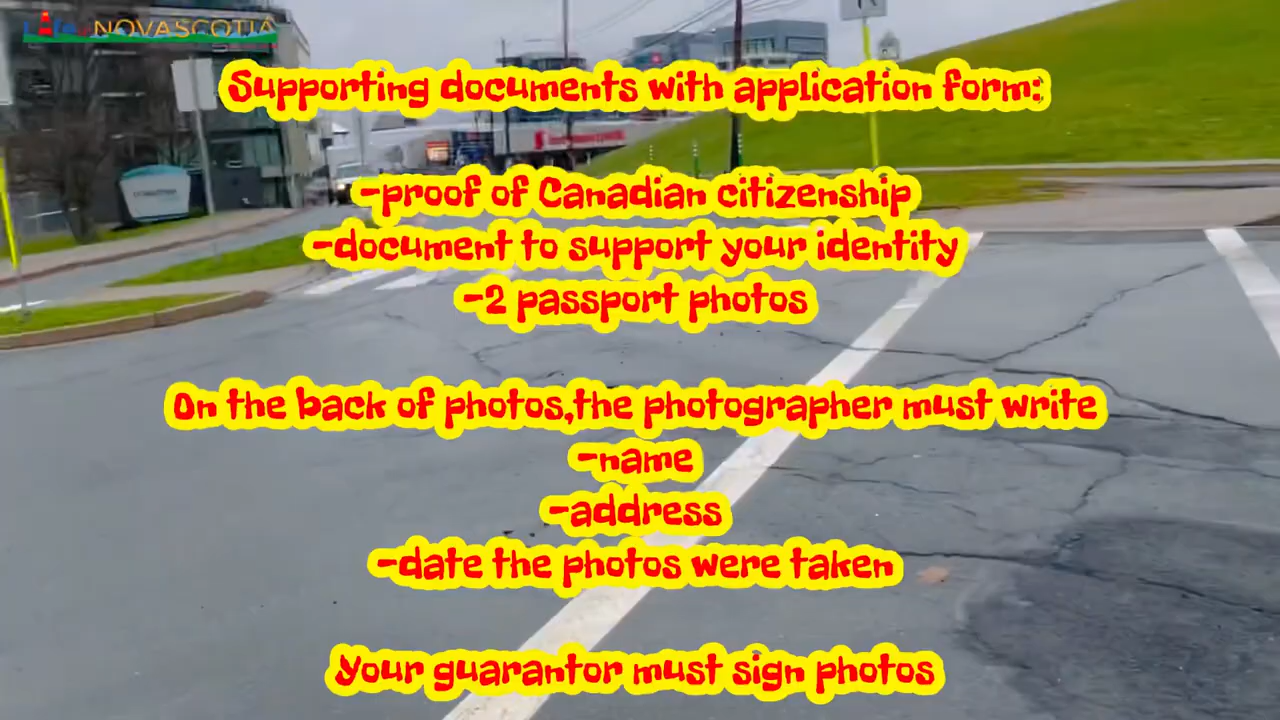 NOVASCOTIA
Supporting documents with application form:
-proof of Canadian citizenship
-document to support your identity
-2 passport photos
On the back of photos,the photographer must write
-name
-address
-date the photos were taken
Your guarantor must sign photos